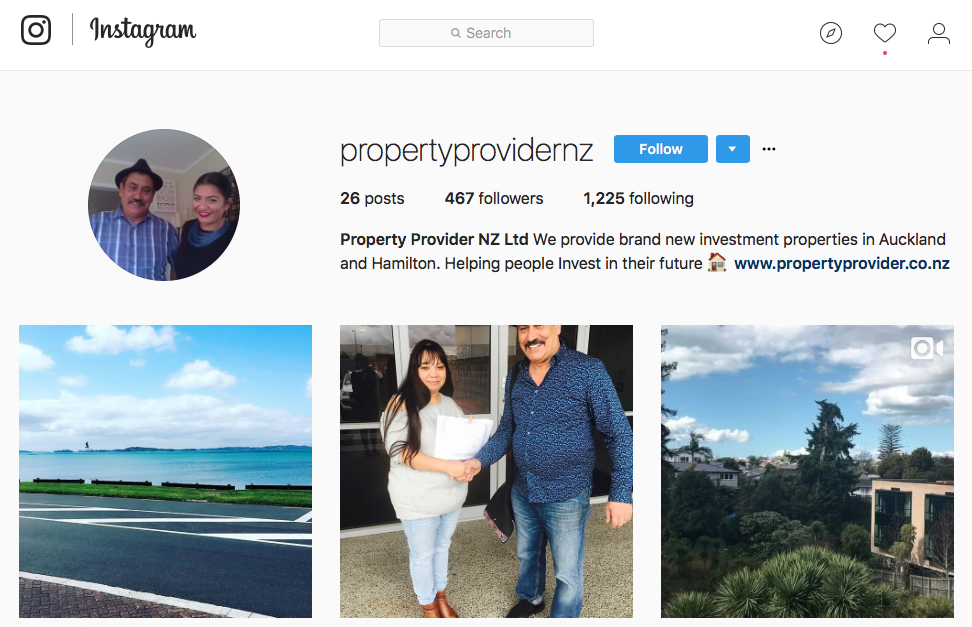 Instagram
Search
propertyprovidernz
Follow
26 posts 467 followers 1,225 following
Property Provider NZ Ltd We provide brand new investment properties in Auckland
and Hamilton. Helping people Invest in their future 🏠 www.propertyprovider.co.nz